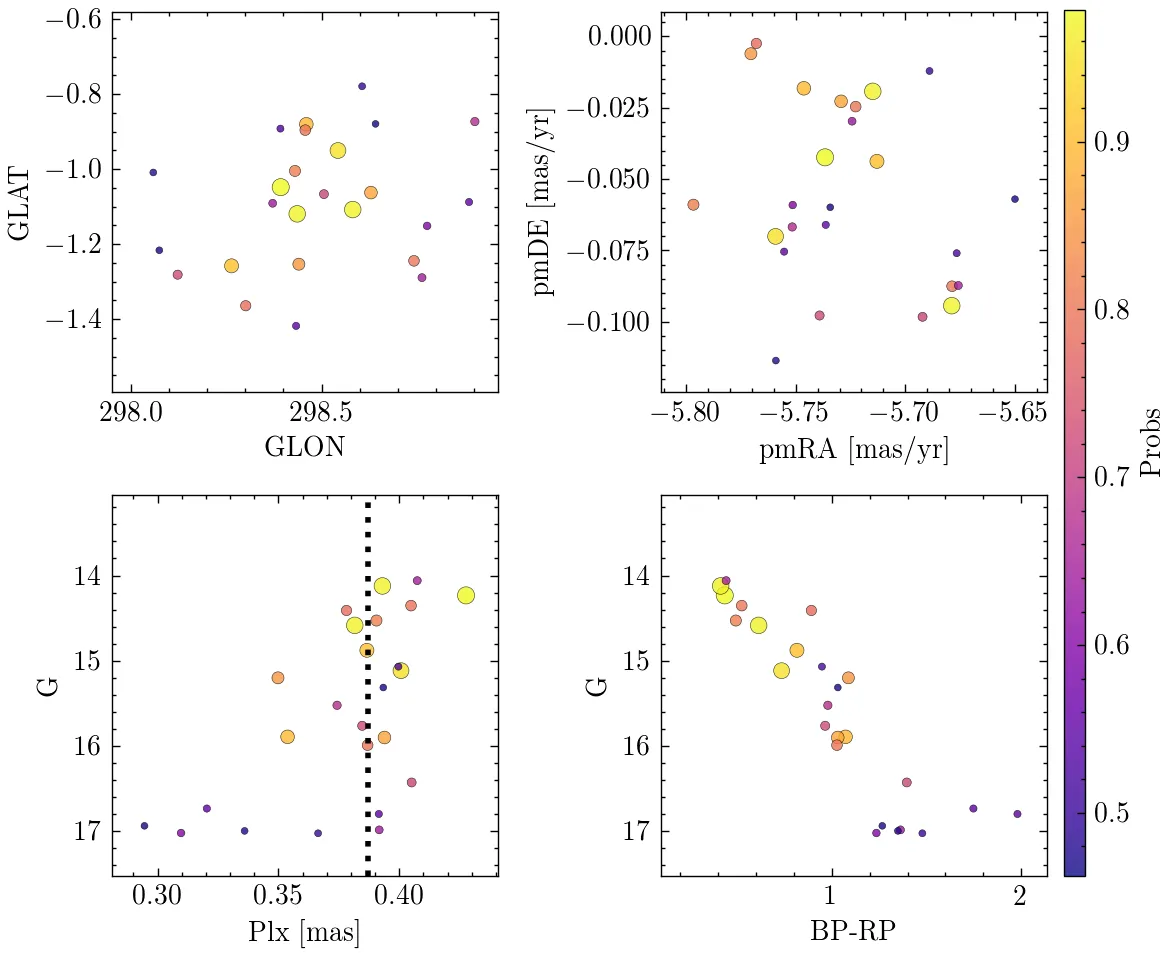 −0.6
−0.8
−1.0
−1.2
−1.4
GLAT
298.0 298.5
GLON
0.000
−0.025
−0.050
−0.075
−0.100
pmDE [mas/yr]
−5.80 −5.75 −5.70 −5.65
pmRA [mas/yr]
14
15
16
17
G
0.30 0.35 0.40
Plx [mas]
14
15
16
17
G
1 2
BP-RP
0.9
0.8
0.7
0.6
0.5
Probs